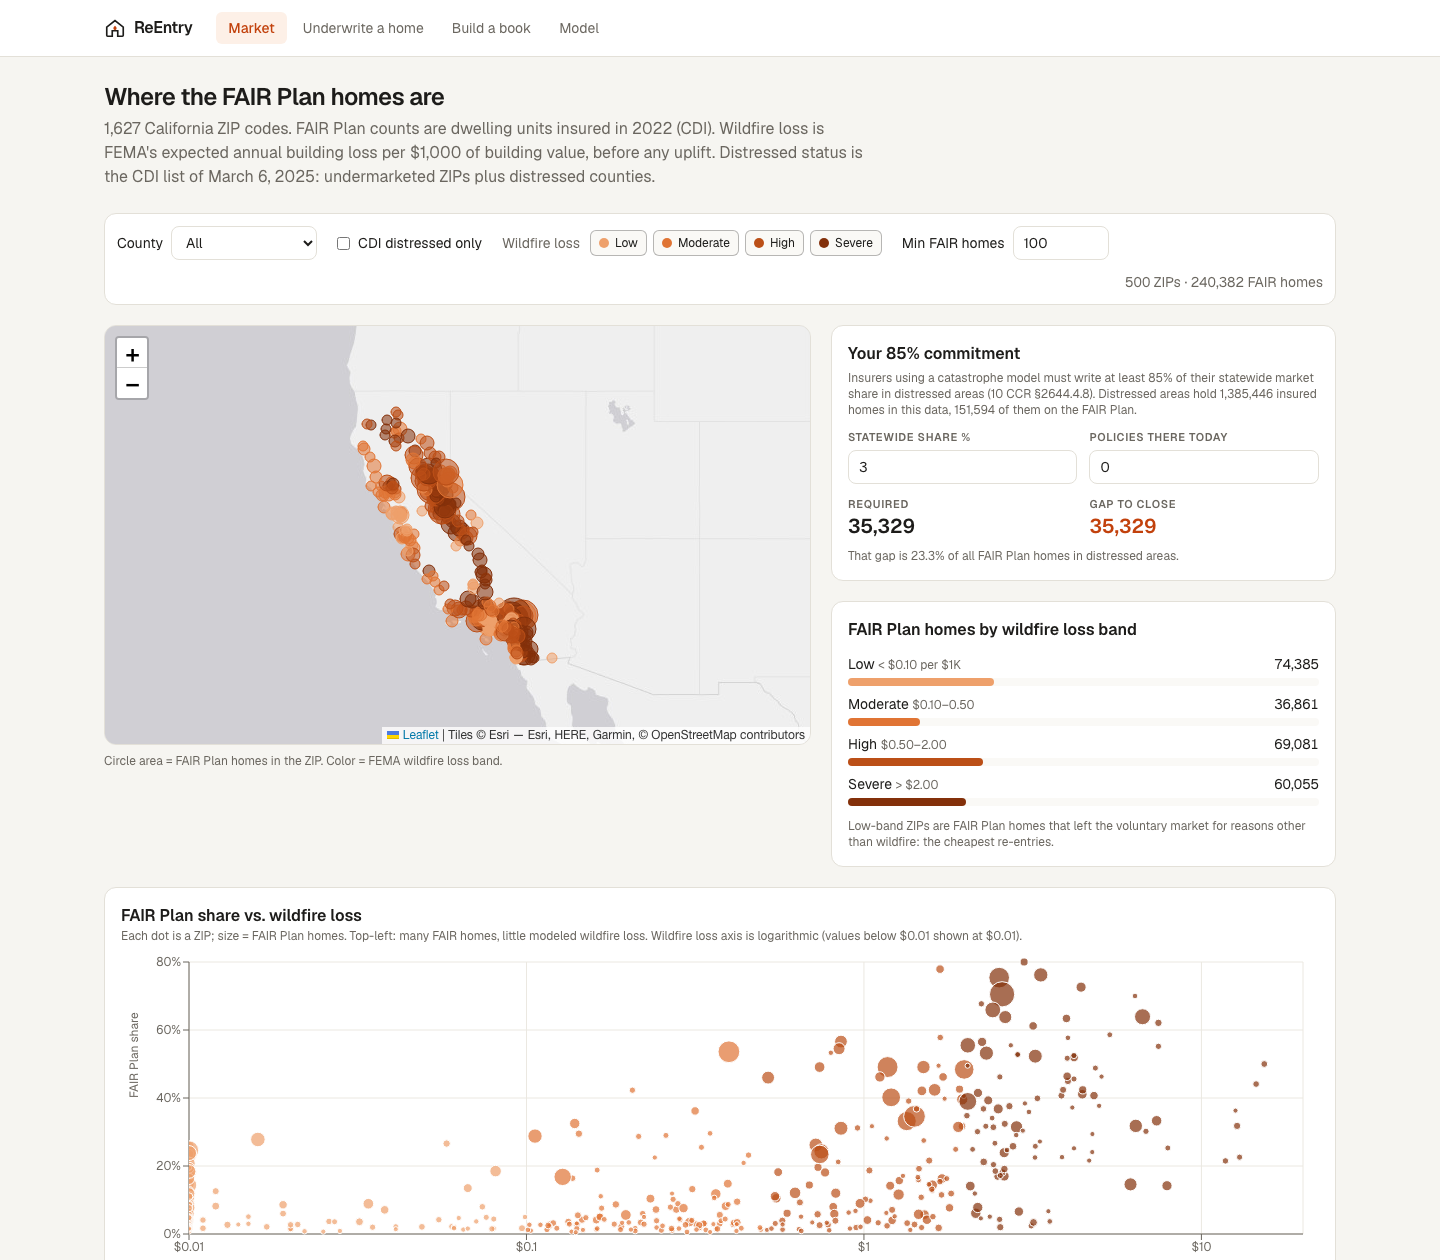 ReEntry
Market
Underwrite a home
Build a book
Model
Where the FAIR Plan homes are
1,627 California ZIP codes. FAIR Plan counts are dwelling units insured in 2022 (CDI). Wildfire loss is
FEMA's expected annual building loss per $1,000 of building value, before any uplift. Distressed status is
the CDI list of March 6, 2025: undermarketed ZIPs plus distressed counties.
County
All
CDI distressed only
Wildfire loss
Low
Moderate
High
Severe
Min FAIR homes
100
500 ZIPs · 240,382 FAIR homes
+
−
Leaflet | Tiles © Esri — Esri, HERE, Garmin, © OpenStreetMap contributors
Circle area = FAIR Plan homes in the ZIP. Color = FEMA wildfire loss band.
Your 85% commitment
Insurers using a catastrophe model must write at least 85% of their statewide market
share in distressed areas (10 CCR §2644.4.8). Distressed areas hold 1,385,446 insured
homes in this data, 151,594 of them on the FAIR Plan.
STATEWIDE SHARE %
POLICIES THERE TODAY
3
0
REQUIRED
GAP TO CLOSE
35,329
35,329
That gap is 23.3% of all FAIR Plan homes in distressed areas.
FAIR Plan homes by wildfire loss band
Low < $0.10 per $1K
74,385
Moderate $0.10–0.50
36,861
High $0.50–2.00
69,081
Severe > $2.00
60,055
Low-band ZIPs are FAIR Plan homes that left the voluntary market for reasons other
than wildfire: the cheapest re-entries.
FAIR Plan share vs. wildfire loss
Each dot is a ZIP; size = FAIR Plan homes. Top-left: many FAIR homes, little modeled wildfire loss. Wildfire loss axis is logarithmic (values below $0.01 shown at $0.01).
FAIR Plan share
80%
60%
40%
20%
0%
$0.01
$0.1
$1
$10